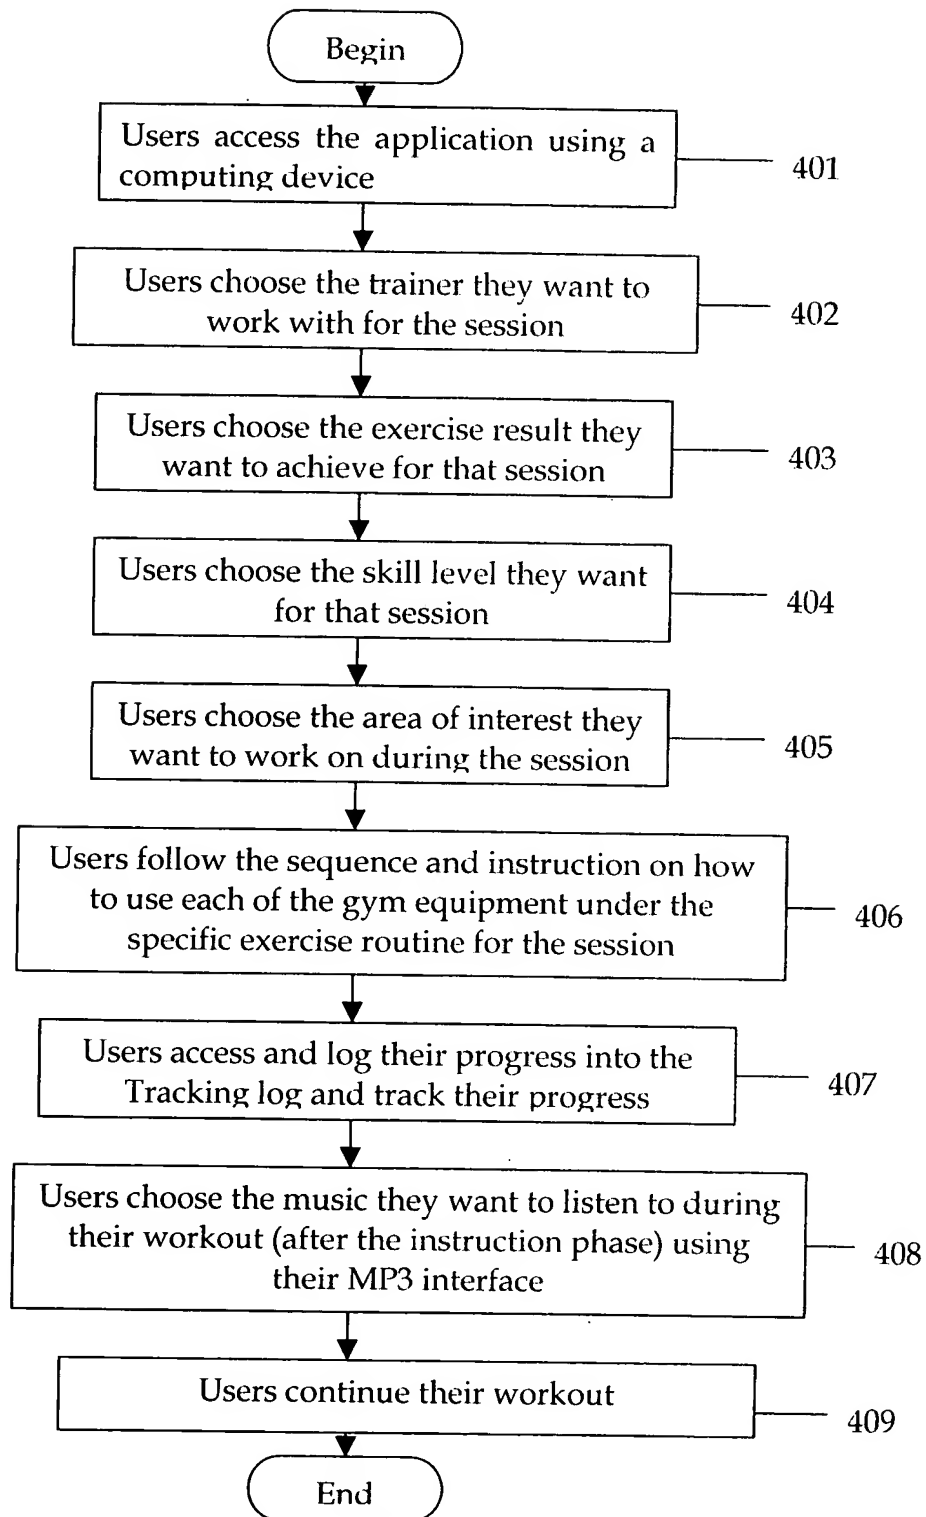 Begin
Users access the application using a
computing device
401
Users choose the trainer they want to
work with for the session
402
Users choose the exercise result they
want to achieve for that session
403
Users choose the skill level they want
for that session
404
Users choose the area of interest they
want to work on during the session
405
Users follow the sequence and instruction on how
to use each of the gym equipment under the
specific exercise routine for the session
406
Users access and log their progress into the
Tracking log and track their progress
407
Users choose the music they want to listen to during
their workout (after the instruction phase) using
their MP3 interface
408
Users continue their workout
409
End